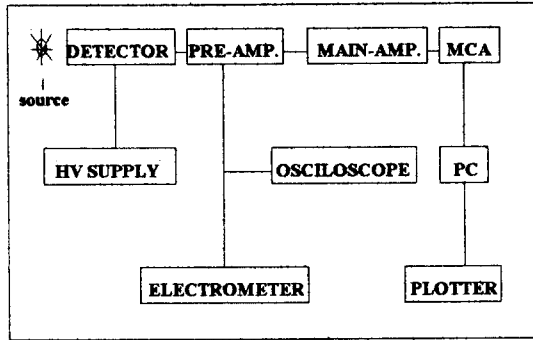 DETECTOR PRE-AMP. MAIN-AMP. MCA
source
HV SUPPLY OSCILOSCOPE PC
ELECTROMETER PLOTTER